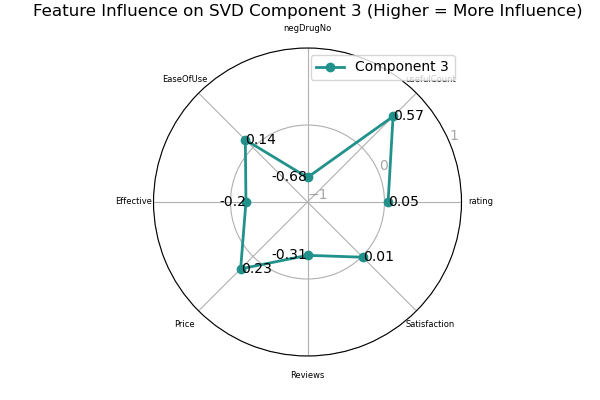 Feature Influence on SVD Component 3 (Higher = More Influence)
negDrugNo
Component 3
usefulCount
EaseOfUse
0.57
1
0.14
0
-0.68
−1
Effective
-0.2
0.05
rating
-0.31
0.01
0.23
Price
Satisfaction
Reviews